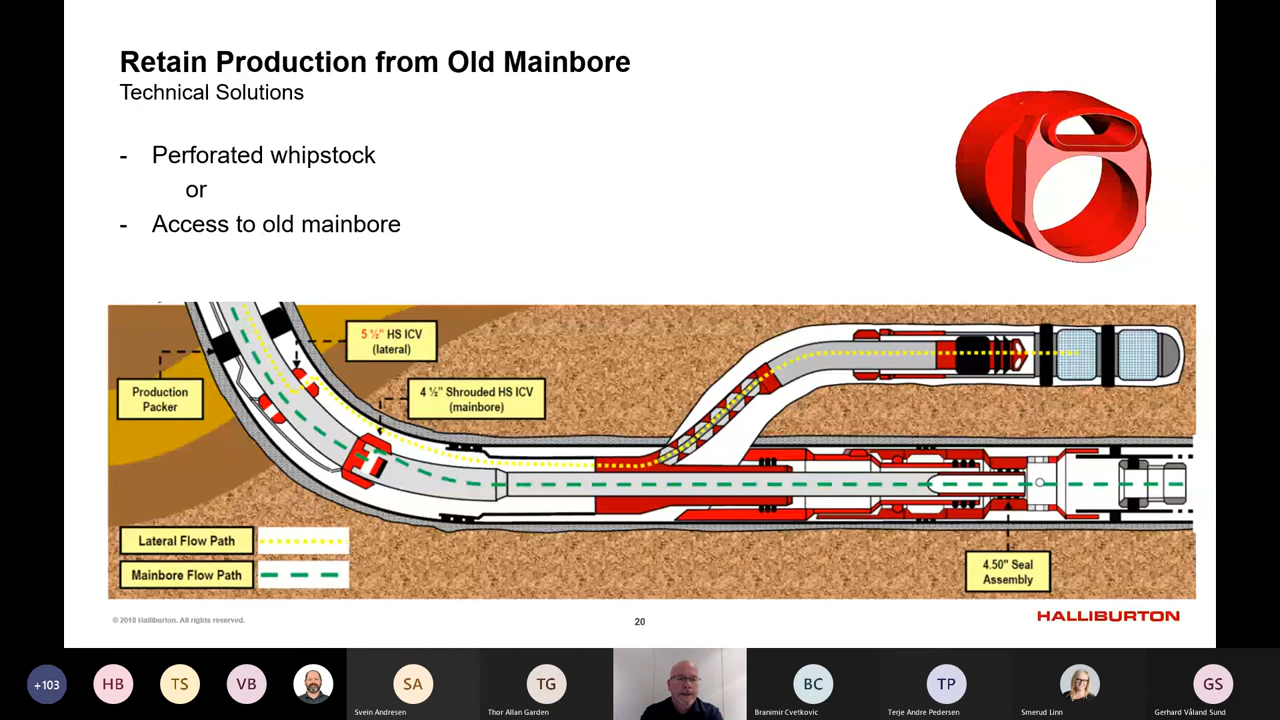 Retain Production from Old Mainbore
Technical Solutions
- Perforated whipstock
or
- Access to old mainbore
5 ½" HS ICV
(lateral)
4 ½" Shrouded HS ICV
(mainbore)
Production
Packer
Lateral Flow Path
Mainbore Flow Path
4.50" Seal
Assembly
© 2018 Halliburton. All rights reserved.
20
HALLIBURTON
+103
HB
TS
VB
SA
Svein Andresen
TG
Thor Allan Garden
BC
Branimir Cvetkovic
TP
Terje Andre Pedersen
Smerud Linn
GS
Gerhard Våland Sund